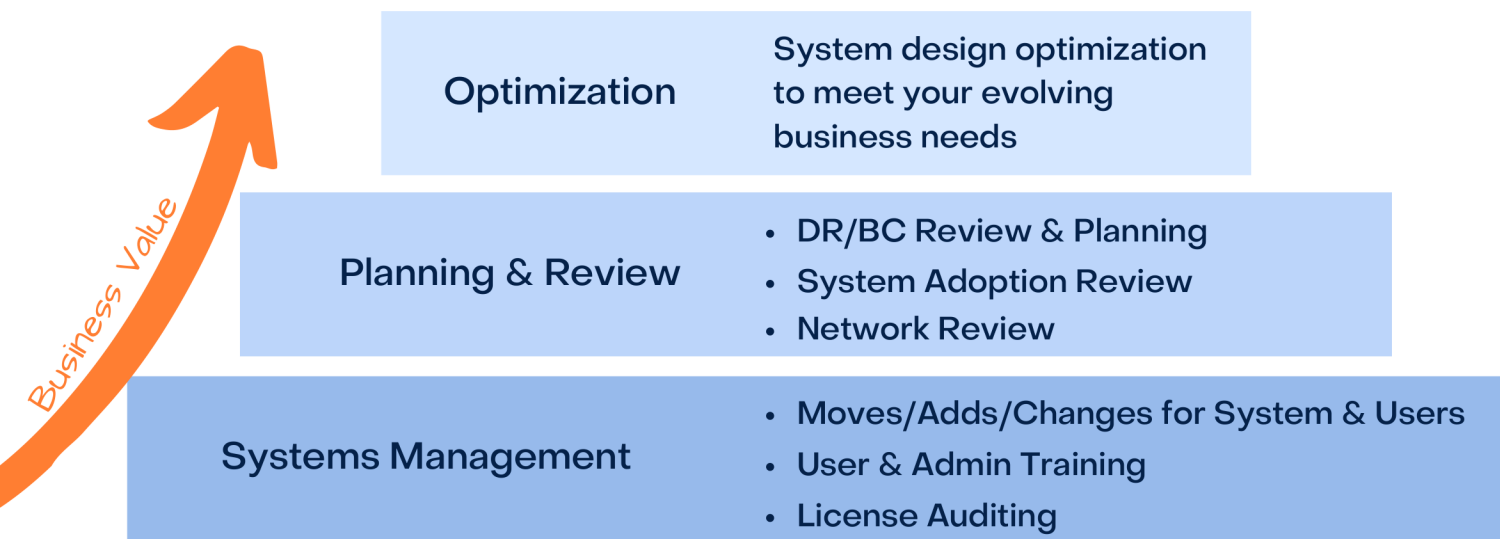 Business Value
Optimization
System design optimization
to meet your evolving
business needs
Planning & Review
• DR/BC Review & Planning
• System Adoption Review
• Network Review
Systems Management
• Moves/Adds/Changes for System & Users
• User & Admin Training
• License Auditing